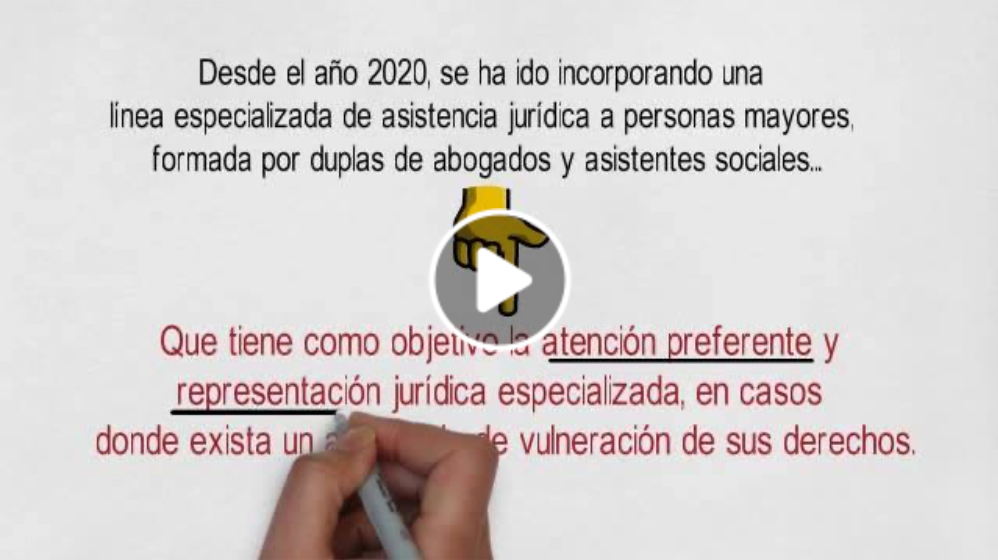 Desde el año 2020, se ha ido incorporando una
línea especializada de asistencia jurídica a personas mayores,
formada por duplas de abogados y asistentes sociales...
Que tiene como objetivo la atención preferente y
representación jurídica especializada, en casos
donde exista un de vulneración de sus derechos.